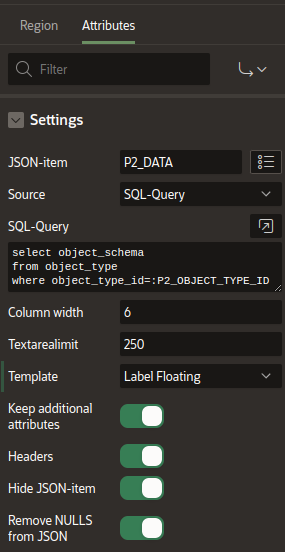 Region
Attributes
Filter
Settings
JSON-item
P2_DATA
Source
SQL-Query
SQL-Query
select object_schema
from object_type
where object_type_id=:P2_OBJECT_TYPE_ID
Column width
6
Textarealimit
250
Template
Label Floating
Keep additional
attributes
Headers
Hide JSON-item
Remove NULLS
from JSON